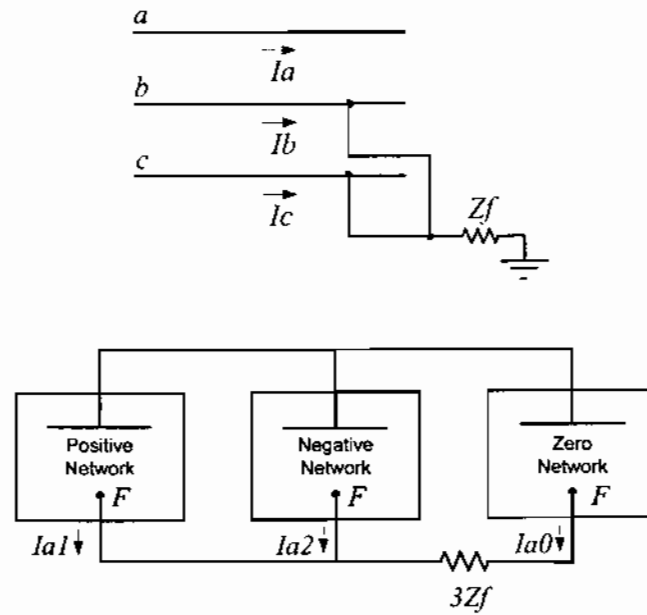 a
Ia
b
Ib
c
Ic
Zf
Positive Network
Negative Network
Zero Network
F
F
F
Ia1
Ia2
Ia0
3Zf